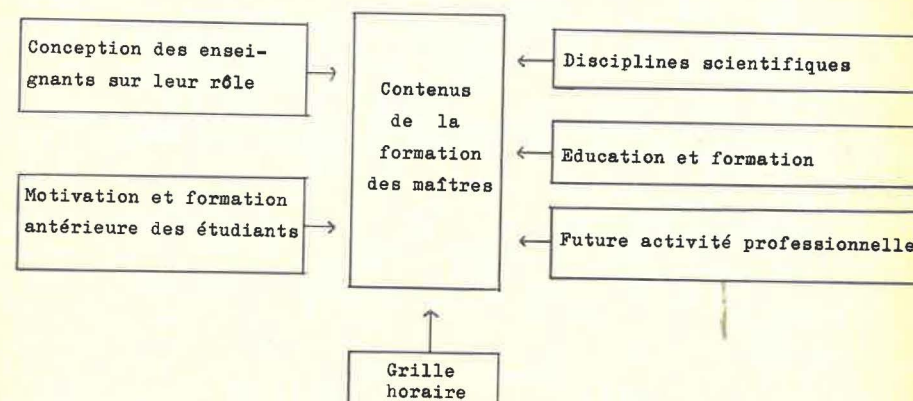 Conception des ensei-
gnants sur leur rôle
Motivation et formation
antérieure des étudiants
Contenus
de la
formation
des maîtres
Disciplines scientifiques
Education et formation
Future activité professionnelle
Grille
horaire